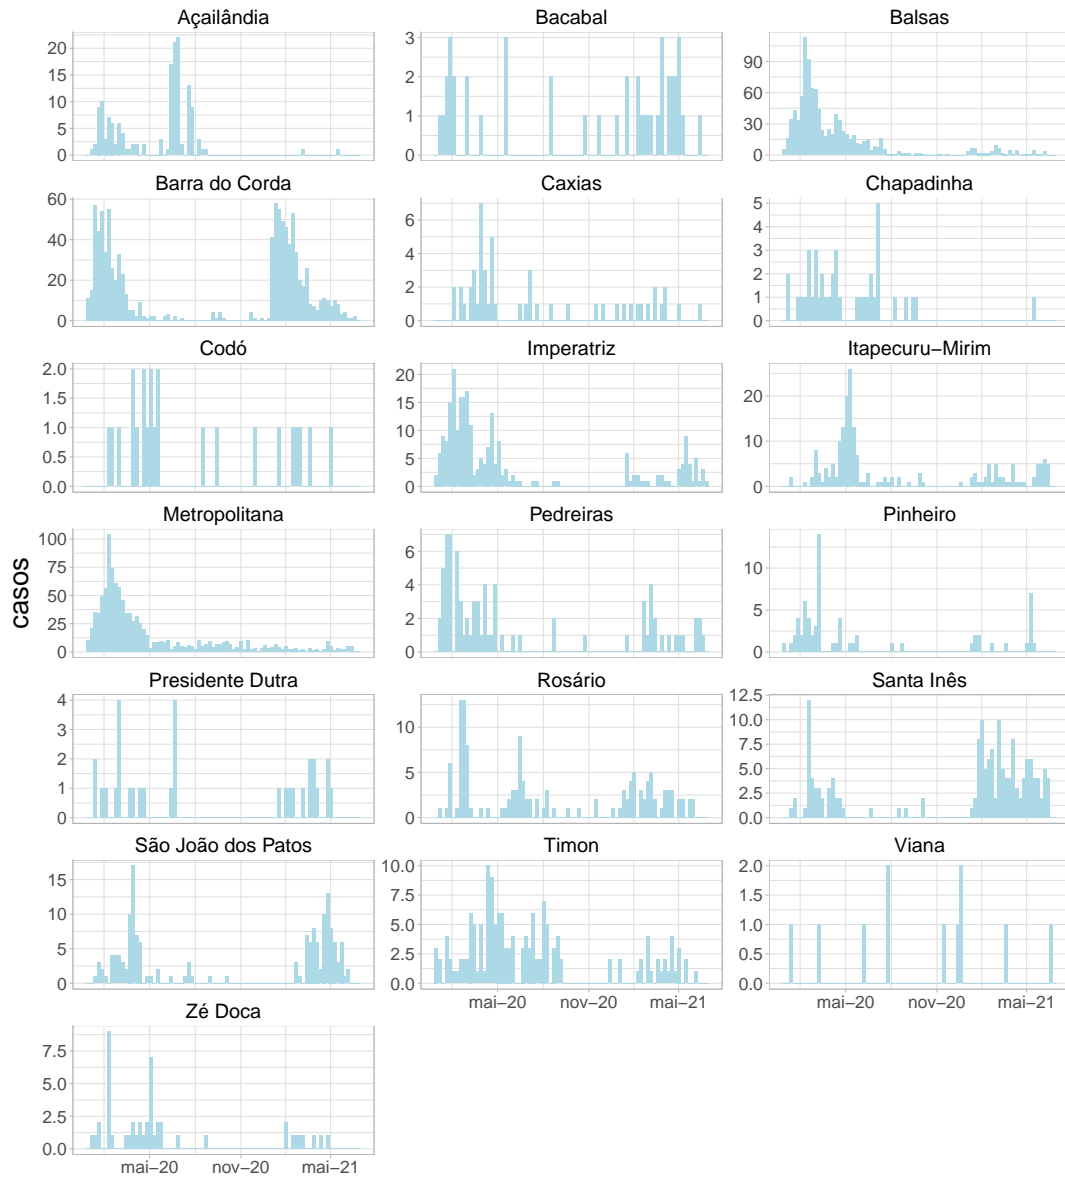 Açailândia
Bacabal
Balsas
20
15
10
5
0
3
2
1
0
90
60
30
0
Barra do Corda
Caxias
Chapadinha
60
40
20
0
6
4
2
0
5
4
3
2
1
0
Codó
Imperatriz
Itapecuru−Mirim
2.0
1.5
1.0
0.5
0.0
20
15
10
5
0
20
10
0
Metropolitana
Pedreiras
Pinheiro
100
75
50
25
0
6
4
2
0
10
5
0
casos
Presidente Dutra
Rosário
Santa Inês
4
3
2
1
0
10
5
0
12.5
10.0
7.5
5.0
2.5
0.0
São João dos Patos
Timon
Viana
15
10
5
0
10.0
7.5
5.0
2.5
0.0
2.0
1.5
1.0
0.5
0.0
mai−20
nov−20
mai−21
mai−20
nov−20
mai−21
Zé Doca
7.5
5.0
2.5
0.0
mai−20
nov−20
mai−21